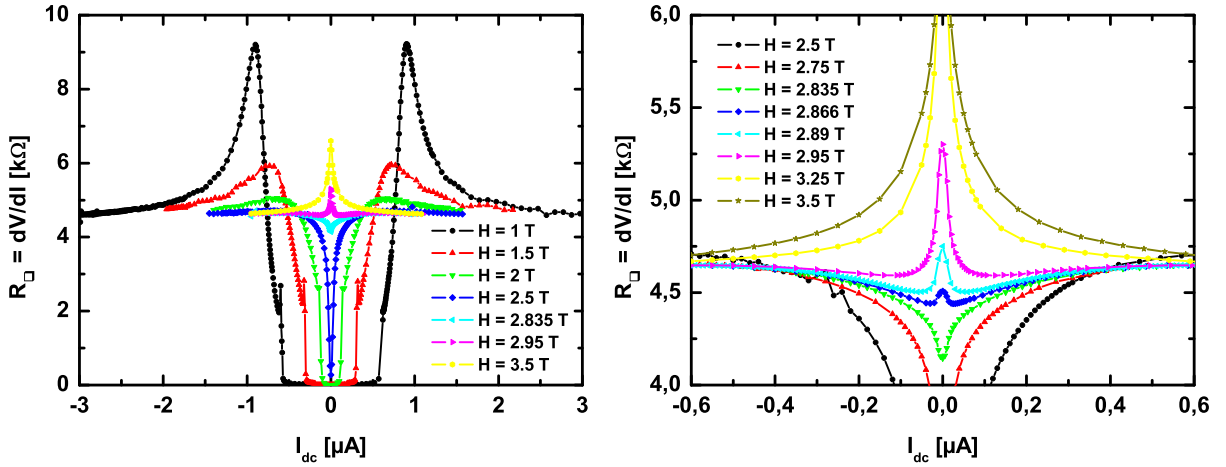 10
8
6
4
2
0
-3 -2 -1 0 1 2 3
R□ = dV/dI [kΩ]
Idc [µA]
H = 1 T
H = 1.5 T
H = 2 T
H = 2.5 T
H = 2.835 T
H = 2.95 T
H = 3.5 T
6,0
5,5
5,0
4,5
4,0
-0,6 -0,4 -0,2 0,0 0,2 0,4 0,6
R□ = dV/dI [kΩ]
Idc [µA]
H = 2.5 T
H = 2.75 T
H = 2.835 T
H = 2.866 T
H = 2.89 T
H = 2.95 T
H = 3.25 T
H = 3.5 T